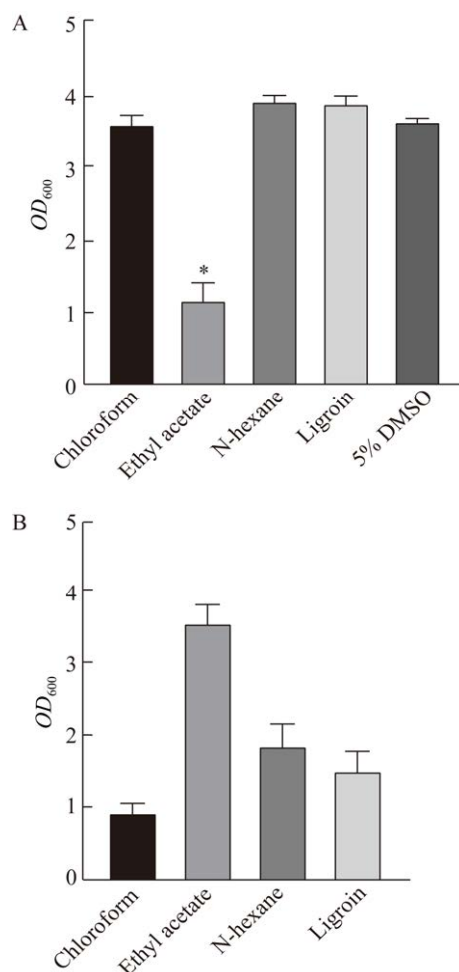 A
5
4
3
2
1
0
OD600
*
Chloroform
Ethyl acetate
N-hexane
Ligroin
5% DMSO
B
5
4
3
2
1
0
OD600
Chloroform
Ethyl acetate
N-hexane
Ligroin